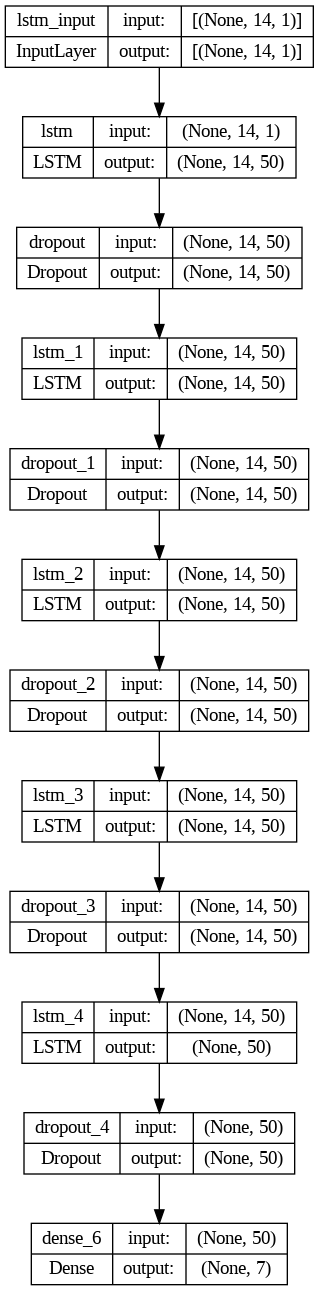 lstm_input input: [(None, 14, 1)]
InputLayer output: [(None, 14, 1)]
lstm input: (None, 14, 1)
LSTM output: (None, 14, 50)
dropout input: (None, 14, 50)
Dropout output: (None, 14, 50)
lstm_1 input: (None, 14, 50)
LSTM output: (None, 14, 50)
dropout_1 input: (None, 14, 50)
Dropout output: (None, 14, 50)
lstm_2 input: (None, 14, 50)
LSTM output: (None, 14, 50)
dropout_2 input: (None, 14, 50)
Dropout output: (None, 14, 50)
lstm_3 input: (None, 14, 50)
LSTM output: (None, 14, 50)
dropout_3 input: (None, 14, 50)
Dropout output: (None, 14, 50)
lstm_4 input: (None, 14, 50)
LSTM output: (None, 50)
dropout_4 input: (None, 50)
Dropout output: (None, 50)
dense_6 input: (None, 50)
Dense output: (None, 7)